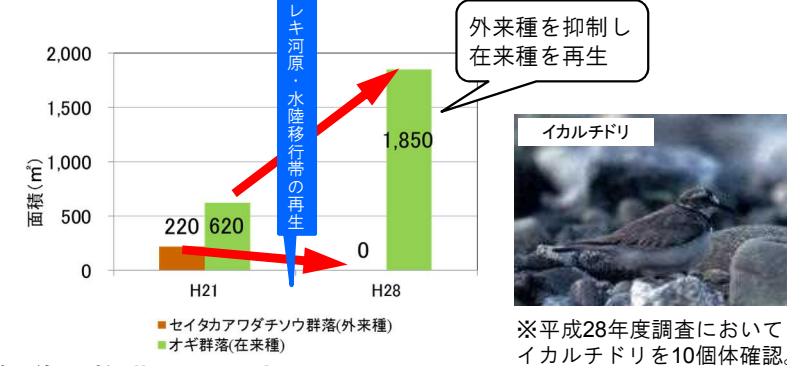 外来種を抑制し
在来種を再生
レキ河原・水陸移行帯の再生
面積(㎡)
2,000
1,500
1,000
500
0
220
620
0
1,850
H21
H28
セイタカアワダチソウ群落(外来種)
オギ群落(在来種)
イカルチドリ
※平成28年度調査において
イカルチドリを10個体確認。